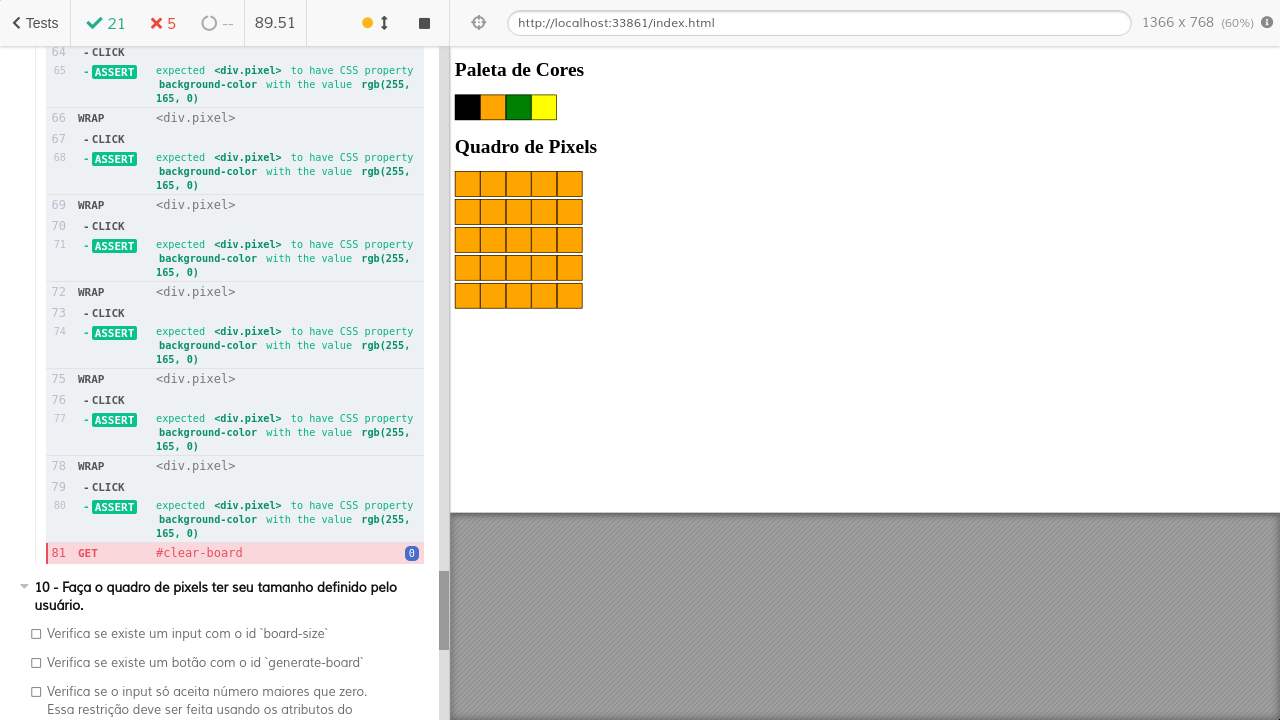 Tests 21 5 -- 89.51 http://localhost:33861/index.html 1366 x 768 (60%)
64 -CLICK
65 -ASSERT expected <div.pixel> to have CSS property
background-color with the value rgb(255,
165, 0)
66 WRAP <div.pixel>
67 -CLICK
68 -ASSERT expected <div.pixel> to have CSS property
background-color with the value rgb(255,
165, 0)
69 WRAP <div.pixel>
70 -CLICK
71 -ASSERT expected <div.pixel> to have CSS property
background-color with the value rgb(255,
165, 0)
72 WRAP <div.pixel>
73 -CLICK
74 -ASSERT expected <div.pixel> to have CSS property
background-color with the value rgb(255,
165, 0)
75 WRAP <div.pixel>
76 -CLICK
77 -ASSERT expected <div.pixel> to have CSS property
background-color with the value rgb(255,
165, 0)
78 WRAP <div.pixel>
79 -CLICK
80 -ASSERT expected <div.pixel> to have CSS property
background-color with the value rgb(255,
165, 0)
81 GET #clear-board 0
10 - Faça o quadro de pixels ter seu tamanho definido pelo
usuário.
Verifica se existe um input com o id `board-size`
Verifica se existe um botão com o id `generate-board`
Verifica se o input só aceita número maiores que zero.
Essa restrição deve ser feita usando os atributos do
Paleta de Cores
Quadro de Pixels